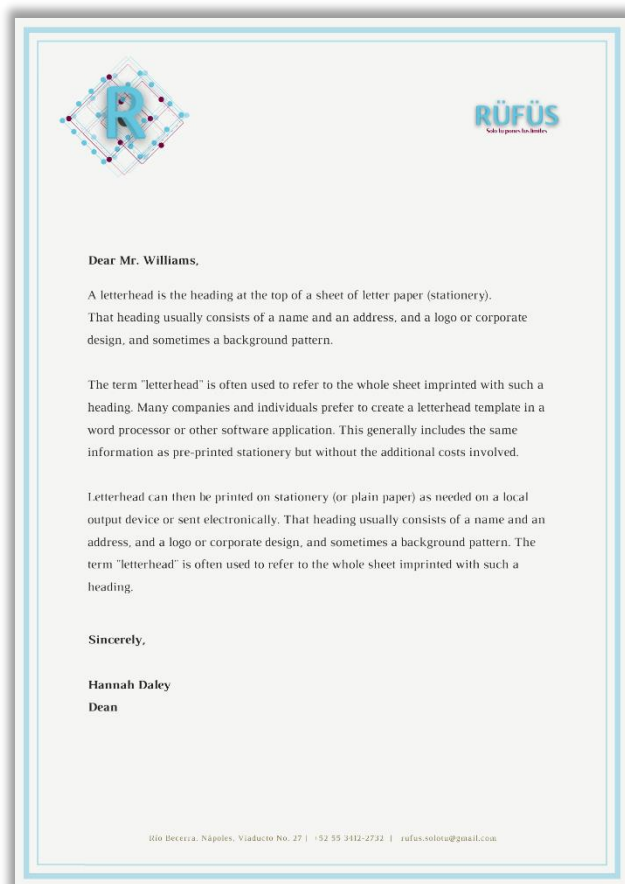 R
RÜFÜS
Solo tu pones tus limites
Dear Mr. Williams,
A letterhead is the heading at the top of a sheet of letter paper (stationery).
That heading usually consists of a name and an address, and a logo or corporate
design, and sometimes a background pattern.
The term "letterhead" is often used to refer to the whole sheet imprinted with such a
heading. Many companies and individuals prefer to create a letterhead template in a
word processor or other software application. This generally includes the same
information as pre-printed stationery but without the additional costs involved.
Letterhead can then be printed on stationery (or plain paper) as needed on a local
output device or sent electronically. That heading usually consists of a name and an
address, and a logo or corporate design, and sometimes a background pattern. The
term "letterhead" is often used to refer to the whole sheet imprinted with such a
heading.
Sincerely,
Hannah Daley
Dean
Río Becerra, Nápoles, Viaducto No. 27 | +52 55 3412-2732 | rufus.solotu@gmail.com